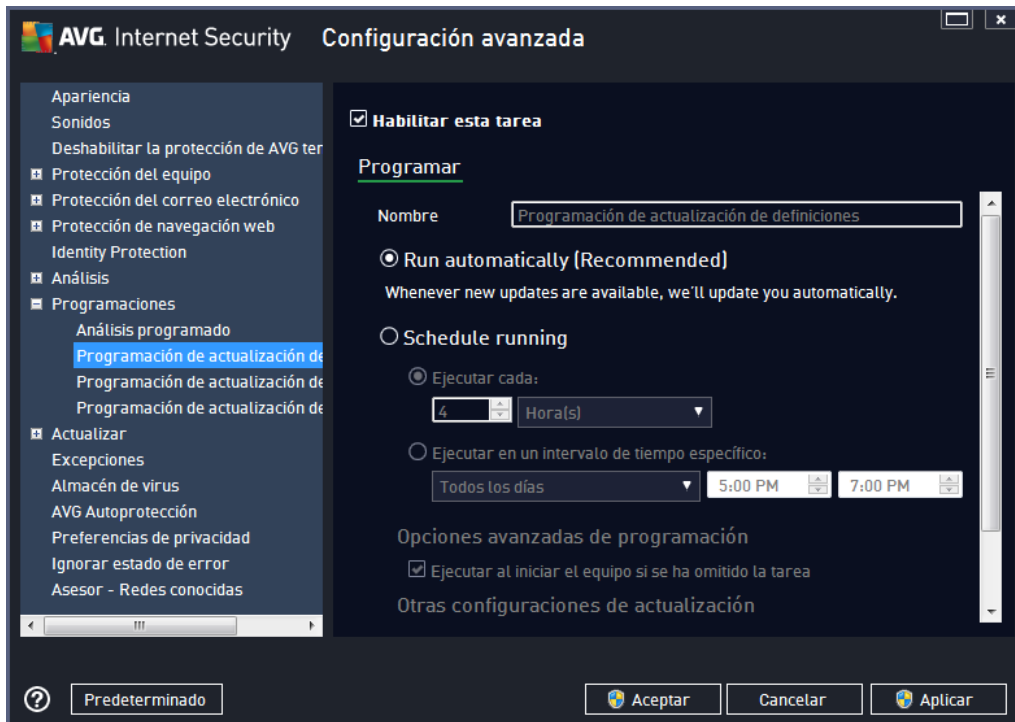 AVG. Internet Security Configuración avanzada
Apariencia
Sonidos
Deshabilitar la protección de AVG ter
Protección del equipo
Protección del correo electrónico
Protección de navegación web
Identity Protection
Análisis
Programaciones
Análisis programado
Programación de actualización de
Programación de actualización de
Programación de actualización de
Actualizar
Excepciones
Almacén de virus
AVG Autoprotección
Preferencias de privacidad
Ignorar estado de error
Asesor - Redes conocidas
Habilitar esta tarea
Programar
Nombre Programación de actualización de definiciones
Run automatically (Recommended)
Whenever new updates are available, we'll update you automatically.
Schedule running
Ejecutar cada:
4 Hora(s)
Ejecutar en un intervalo de tiempo específico:
Todos los días 5:00 PM 7:00 PM
Opciones avanzadas de programación
Ejecutar al iniciar el equipo si se ha omitido la tarea
Otras configuraciones de actualización
? Predeterminado Aceptar Cancelar Aplicar